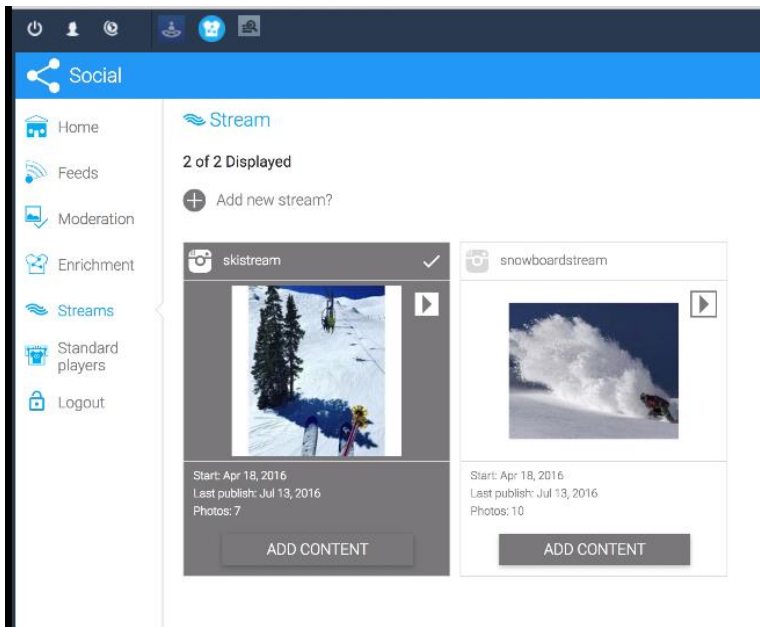 Social
Home
Feeds
Moderation
Enrichment
Streams
Standard
players
Logout
Stream
2 of 2 Displayed
Add new stream?
skistream
Start: Apr 18, 2016
Last publish: Jul 13, 2016
Photos: 7
ADD CONTENT
snowboardstream
Start: Apr 18, 2016
Last publish: Jul 13, 2016
Photos: 10
ADD CONTENT